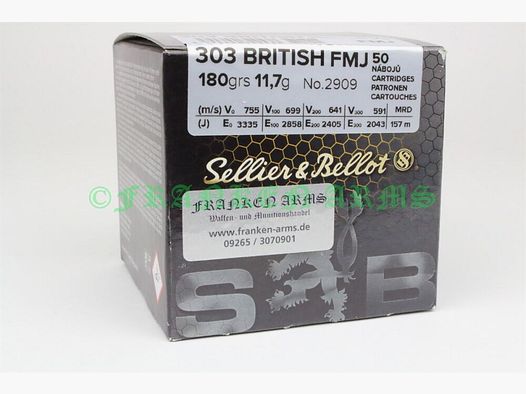 303 BRITISH FMJ 50
NÁBOJŮ
180grs 11,7g No.2909 CARTRIDGES
PATRONEN
CARTOUCHES
(m/s) V0 755 V100 699 V200 641 V300 591 MRD
(J) E0 3335 E100 2858 E200 2405 E300 2043 157 m
Sellier & Bellot SB
©FRANKEN ARMS
FRANKEN ARMS
Waffen- und Munitionshandel
www.franken-arms.de
09265 / 3070901
S B